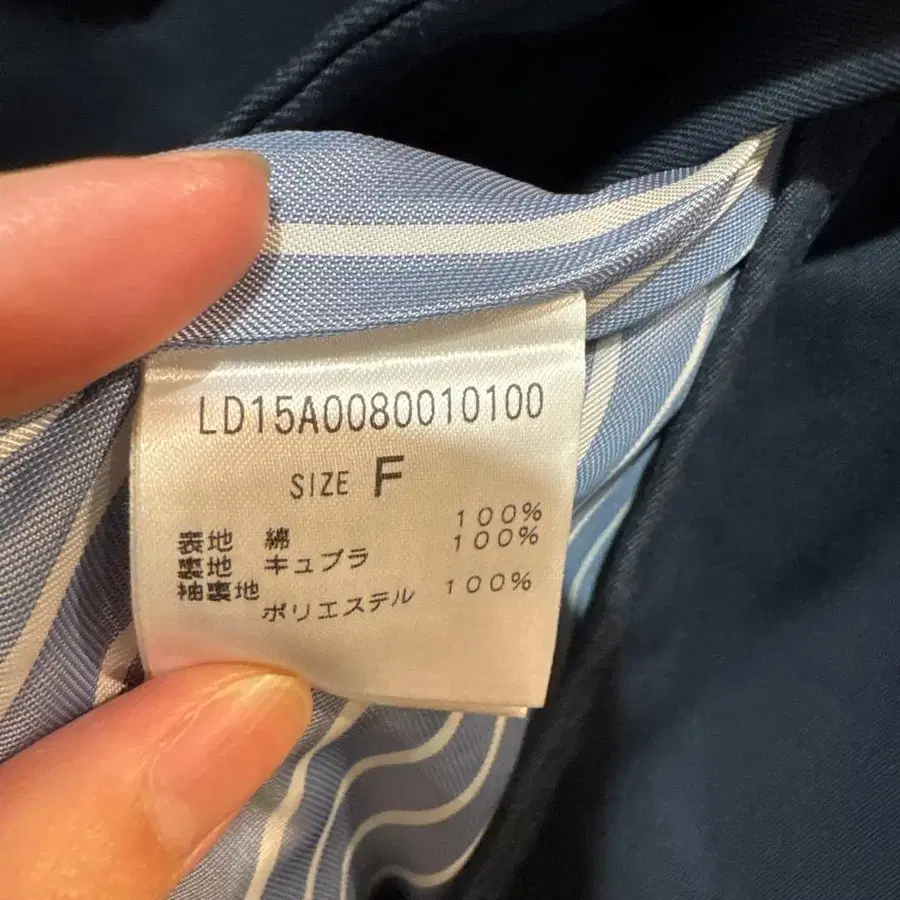 LD15A0080010100
SIZE F
表地 綿 100%
裏地 キュプラ 100%
袖裏地 ポリエステル 100%